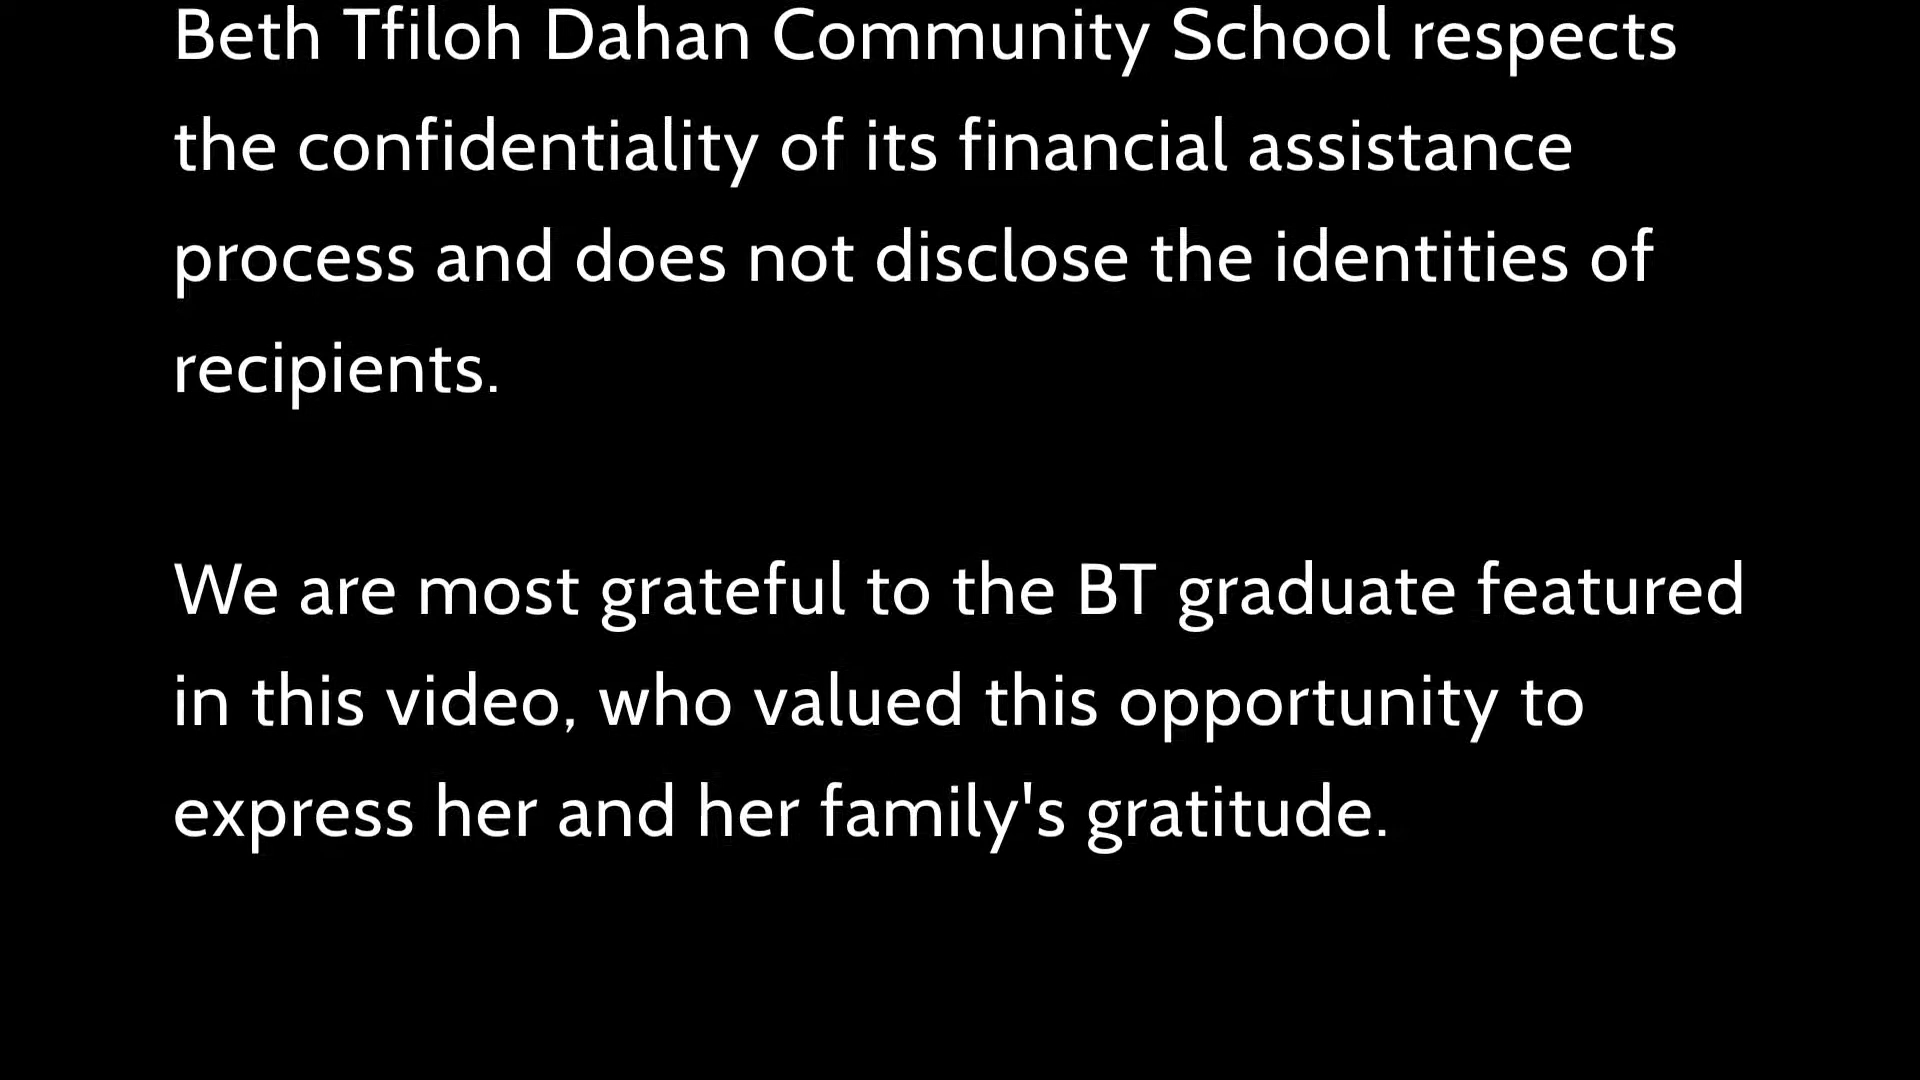 Beth Tfiloh Dahan Community School respects
the confidentiality of its financial assistance
process and does not disclose the identities of
recipients.
We are most grateful to the BT graduate featured
in this video, who valued this opportunity to
express her and her family's gratitude.